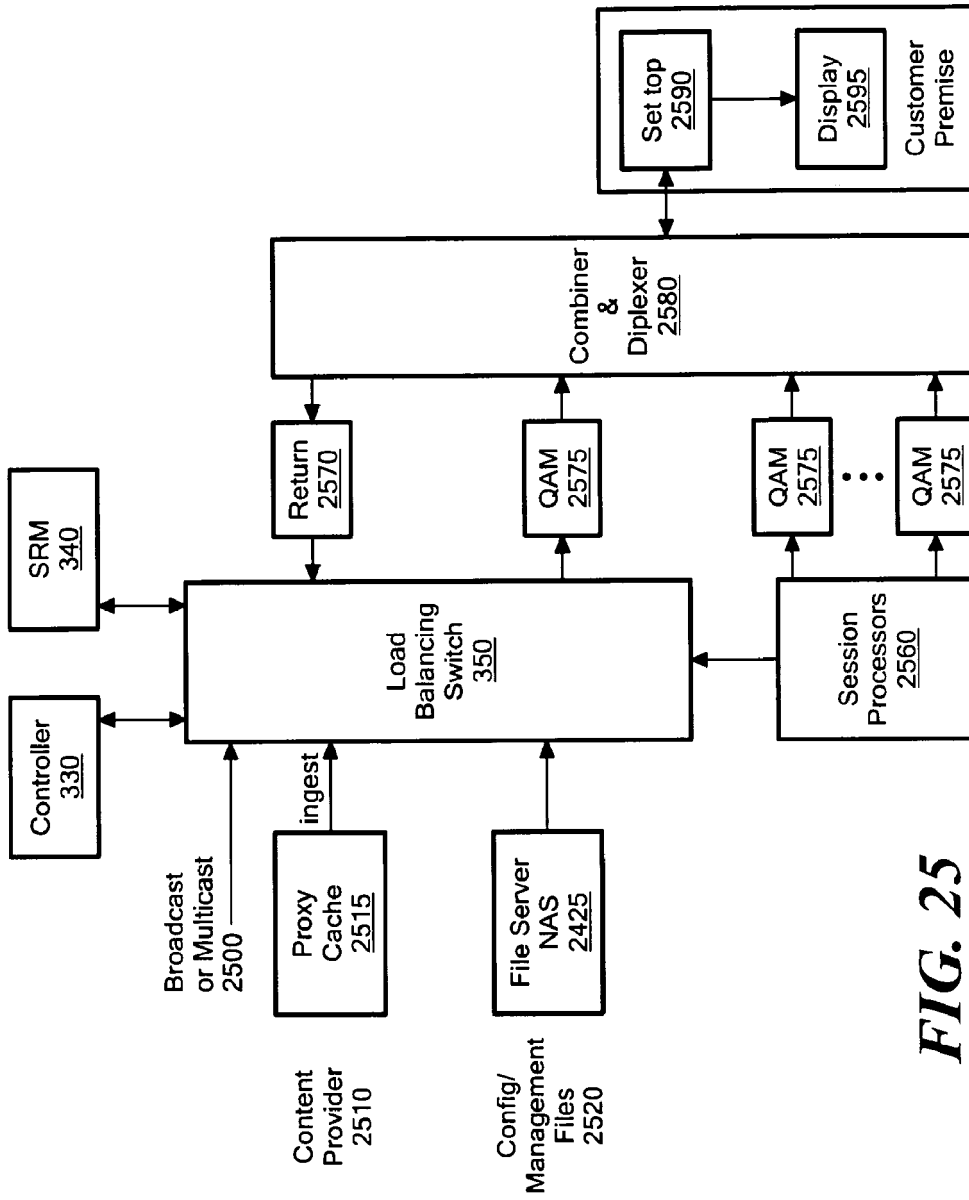 Controller
330
SRM
340
Broadcast
or Multicast
2500
Content
Provider
2510
Proxy
Cache
2515
ingest
Config/
Management
Files
2520
File Server
NAS
2425
Load
Balancing
Switch
350
Return
2570
QAM
2575
Session
Processors
2560
QAM
2575
QAM
2575
Combiner
&
Diplexer
2580
Set top
2590
Display
2595
Customer
Premise
FIG. 25